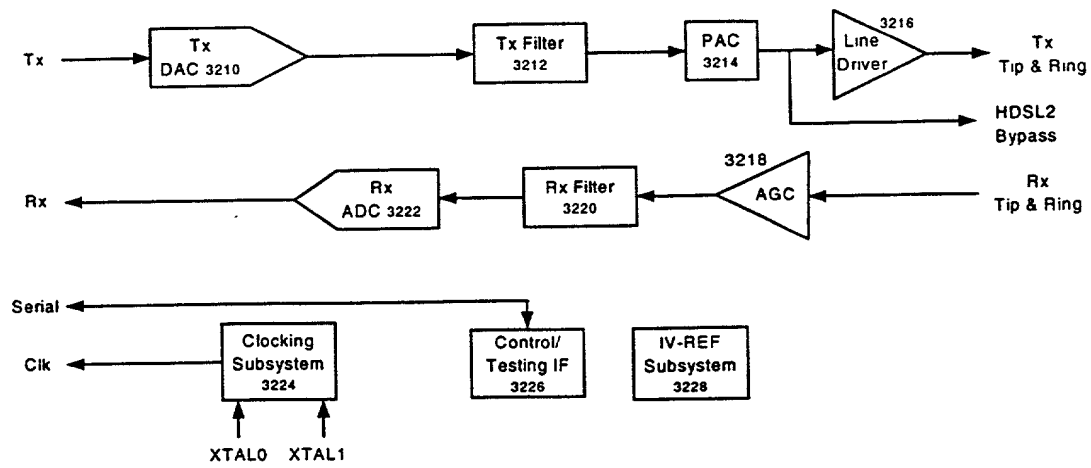 Tx
Tx
DAC 3210
Tx Filter
3212
PAC
3214
3216
Line
Driver
Tx
Tip & Ring
HDSL2
Bypass
Rx
Rx
ADC 3222
Rx Filter
3220
3218
AGC
Rx
Tip & Ring
Serial
Clk
Clocking
Subsystem
3224
Control/
Testing IF
3226
IV-REF
Subsystem
3228
XTAL0 XTAL1